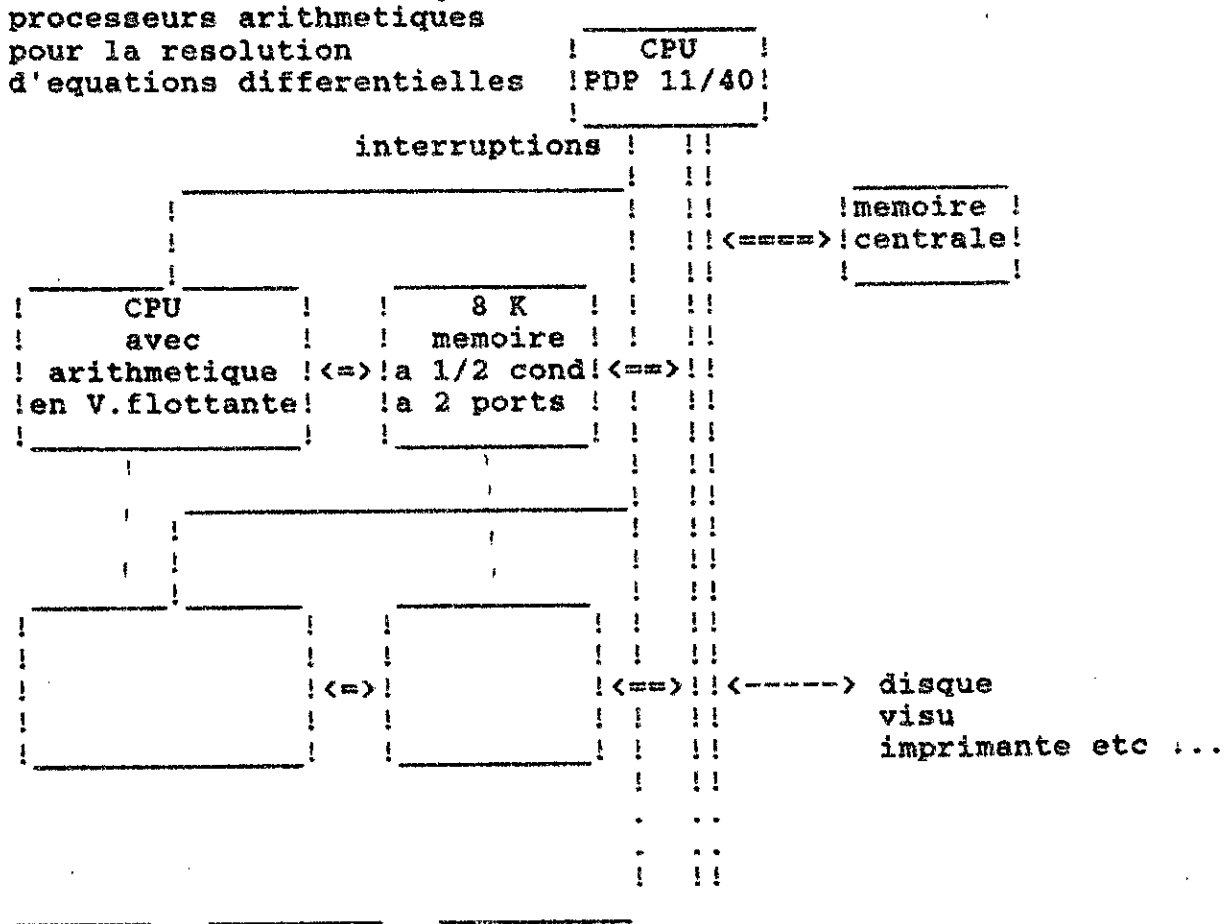 processeurs arithmetiques
pour la resolution
d'equations differentielles
CPU
PDP 11/40
interruptions
memoire
centrale
CPU
avec
arithmetique
en V.flottante
8 K
memoire
a 1/2 cond
a 2 ports
disque
visu
imprimante etc ...